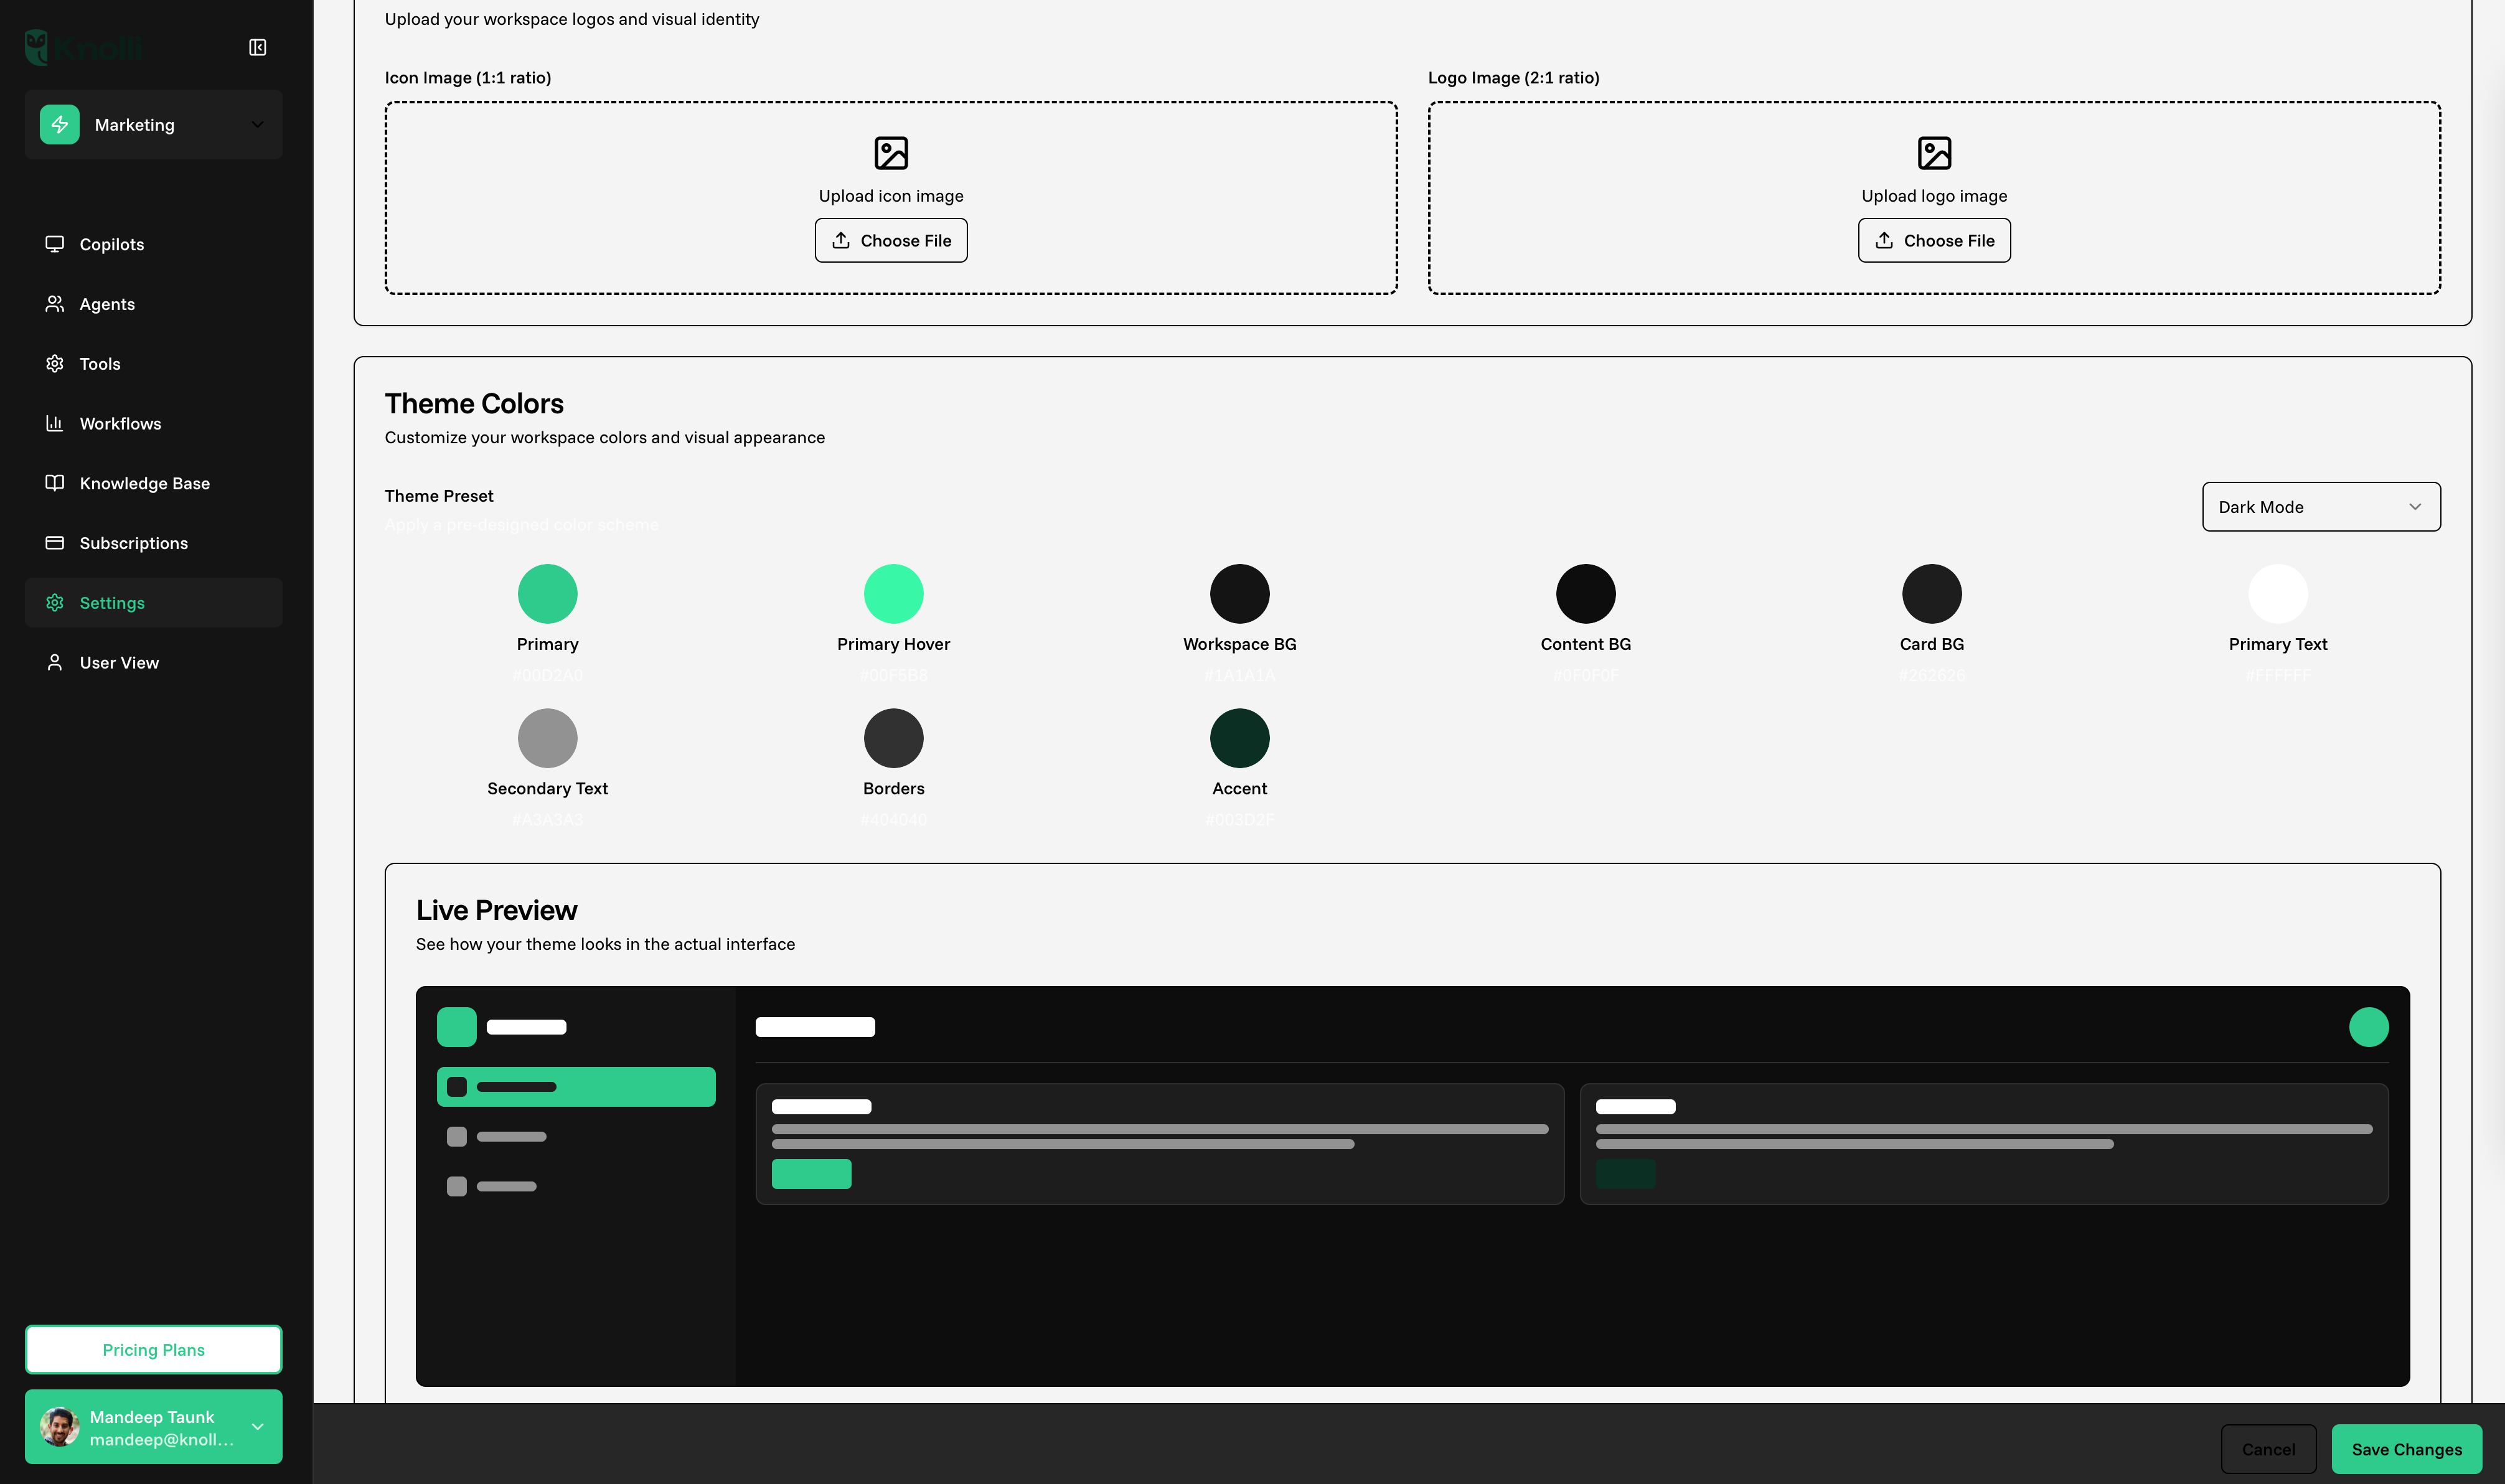 Knolli
Marketing
Copilots
Agents
Tools
Workflows
Knowledge Base
Subscriptions
Settings
User View
Pricing Plans
Mandeep Taunk
mandeep@knoll...
Upload your workspace logos and visual identity
Icon Image (1:1 ratio)
Upload icon image
Choose File
Logo Image (2:1 ratio)
Upload logo image
Choose File
Theme Colors
Customize your workspace colors and visual appearance
Theme Preset
Apply a pre-designed color scheme
Dark Mode
Primary
#00D2A0
Primary Hover
#00F5B8
Workspace BG
#1A1A1A
Content BG
#0F0F0F
Card BG
#262626
Primary Text
#FFFFFF
Secondary Text
#A3A3A3
Borders
#404040
Accent
#003D2F
Live Preview
See how your theme looks in the actual interface
Cancel
Save Changes